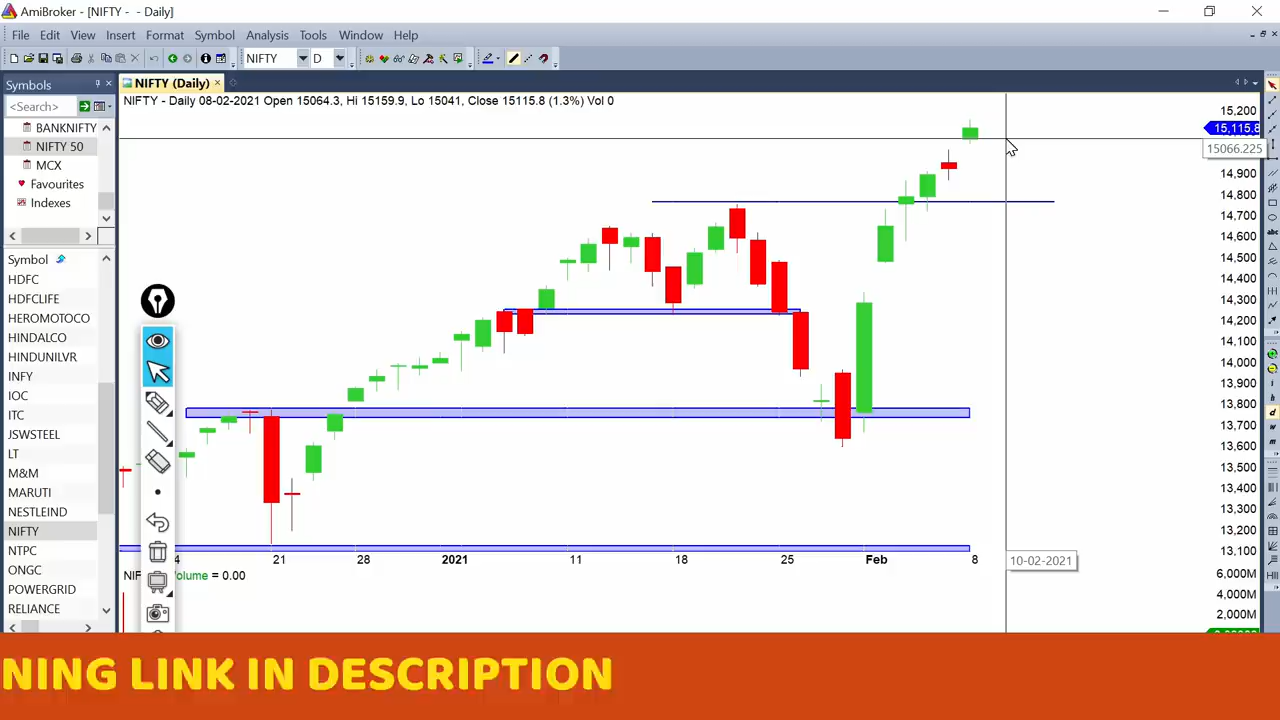 AmiBroker - [NIFTY - - Daily]
File Edit View Insert Format Symbol Analysis Tools Window Help
NIFTY D
Symbols
NIFTY (Daily)
<Search>
NIFTY - Daily 08-02-2021 Open 15064.3, Hi 15159.9, Lo 15041, Close 15115.8 (1.3%) Vol 0
BANKNIFTY
NIFTY 50
MCX
Favourites
Indexes
Symbol
HDFC
HDFCLIFE
HEROMOTOCO
HINDALCO
HINDUNILVR
INFY
IOC
ITC
JSWSTEEL
LT
M&M
MARUTI
NESTLEIND
NIFTY
NTPC
ONGC
POWERGRID
RELIANCE
15,200
15,115.8
15066.225
14,900
14,800
14,700
14,600
14,500
14,400
14,300
14,200
14,100
14,000
13,900
13,800
13,700
13,600
13,500
13,400
13,300
13,200
13,100
21 28 2021 11 18 25 Feb 8 10-02-2021
= 0.00
6,000M
4,000M
2,000M
NING LINK IN DESCRIPTION